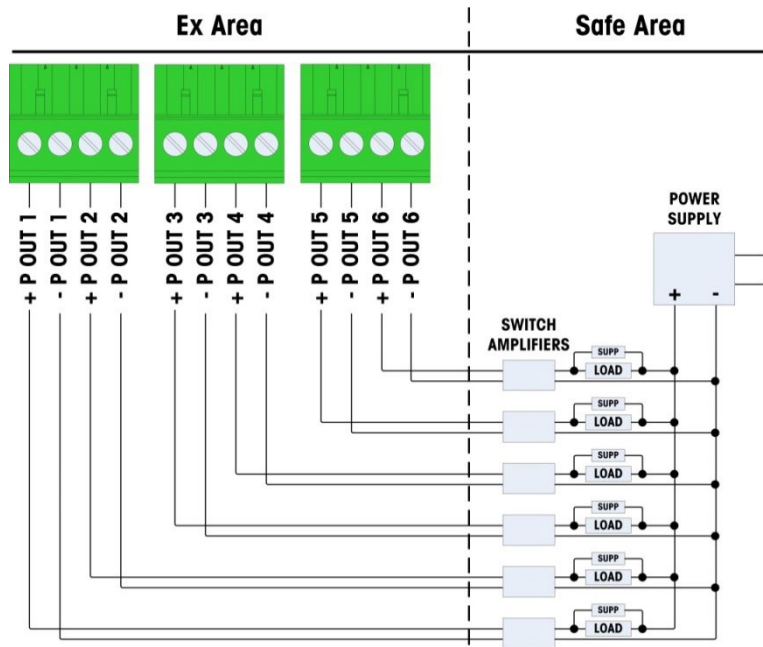 Ex Area
Safe Area
+ P OUT 1
- P OUT 1
+ P OUT 2
- P OUT 2
+ P OUT 3
- P OUT 3
+ P OUT 4
- P OUT 4
+ P OUT 5
- P OUT 5
+ P OUT 6
- P OUT 6
POWER
SUPPLY
+ -
SWITCH
AMPLIFIERS
SUPP
LOAD
SUPP
LOAD
SUPP
LOAD
SUPP
LOAD
SUPP
LOAD
SUPP
LOAD